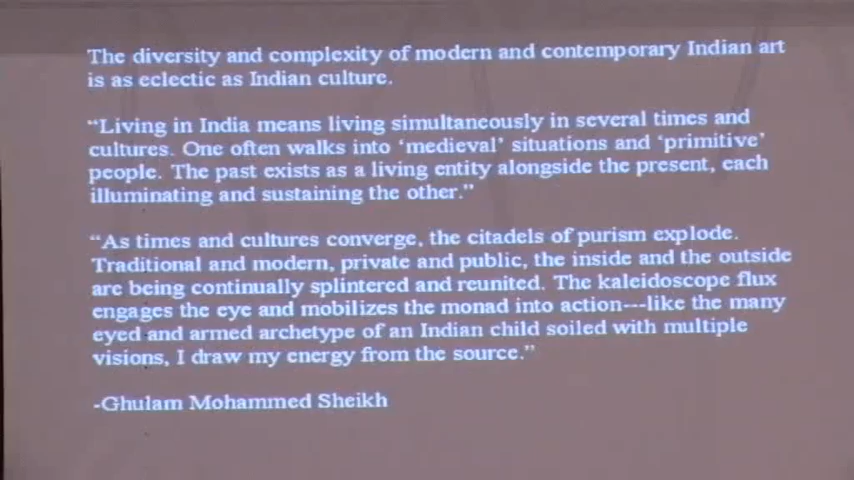 The diversity and complexity of modern and contemporary Indian art
is as eclectic as Indian culture.
“Living in India means living simultaneously in several times and
cultures. One often walks into ‘medieval’ situations and ‘primitive’
people. The past exists as a living entity alongside the present, each
illuminating and sustaining the other.”
“As times and cultures converge, the citadels of purism explode.
Traditional and modern, private and public, the inside and the outside
are being continually splintered and reunited. The kaleidoscope flux
engages the eye and mobilizes the monad into action---like the many
eyed and armed archetype of an Indian child soiled with multiple
visions, I draw my energy from the source.”
-Ghulam Mohammed Sheikh